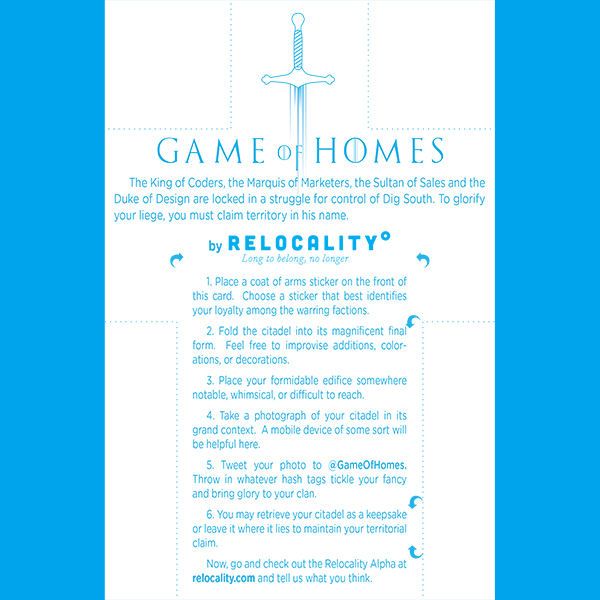 GAME OF HOMES
The King of Coders, the Marquis of Marketers, the Sultan of Sales and the
Duke of Design are locked in a struggle for control of Dig South. To glorify
your liege, you must claim territory in his name.
by RELOCALITY
Long to belong, no longer
1. Place a coat of arms sticker on the front of
this card. Choose a sticker that best identifies
your loyalty among the warring factions.
2. Fold the citadel into its magnificent final
form. Feel free to improvise additions, color-
ations, or decorations.
3. Place your formidable edifice somewhere
notable, whimsical, or difficult to reach.
4. Take a photograph of your citadel in its
grand context. A mobile device of some sort will
be helpful here.
5. Tweet your photo to @GameOfHomes.
Throw in whatever hash tags tickle your fancy
and bring glory to your clan.
6. You may retrieve your citadel as a keepsake
or leave it where it lies to maintain your territorial
claim.
Now, go and check out the Relocality Alpha at
relocality.com and tell us what you think.